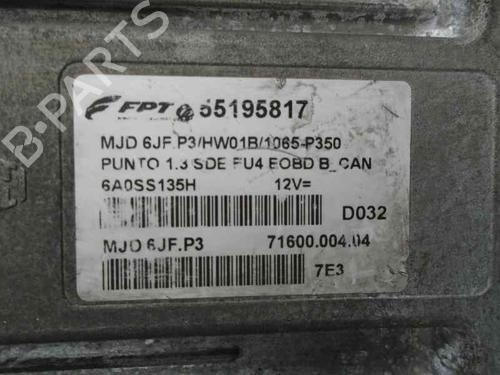 FPT 55195817
MJD 6JF.P3/HW01B/1065-P350
PUNTO 1.3 SDE FU4 EOBD B_CAN
6A0SS135H 12V=
D032
MJD 6JF.P3 71600.004.04
7E3
B-PARTS